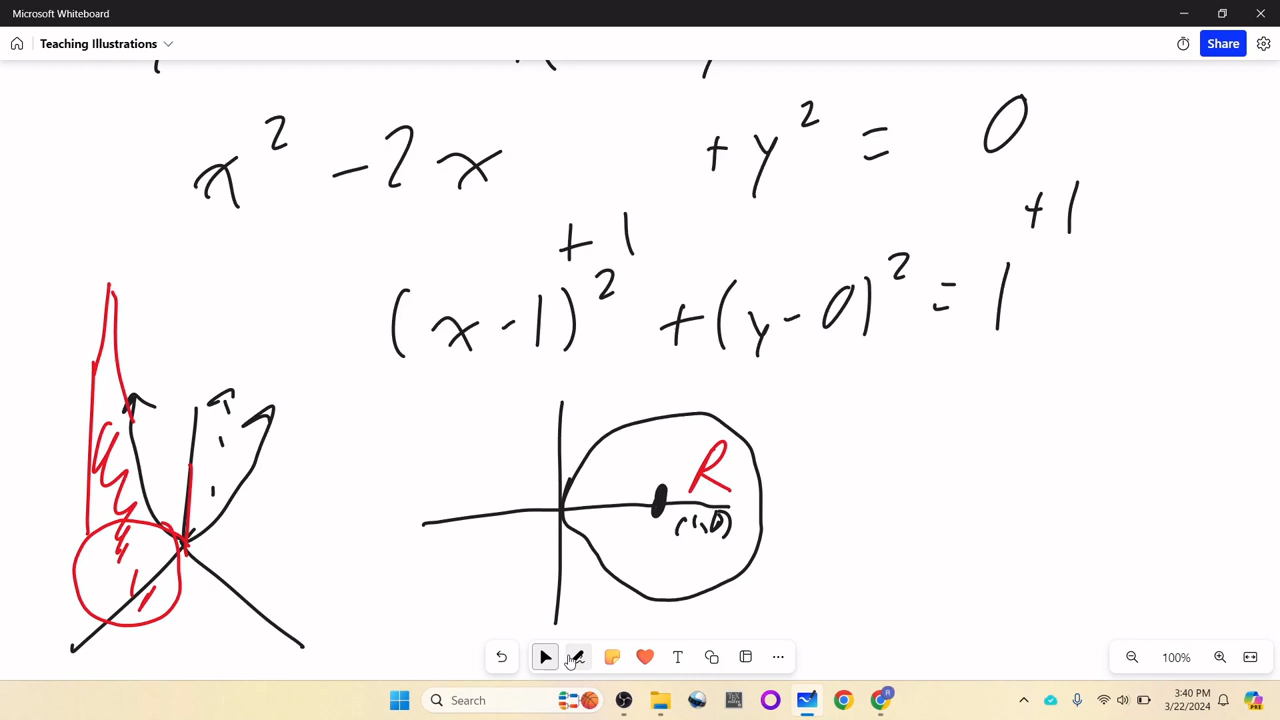 Microsoft Whiteboard
Teaching Illustrations
Share
x² - 2x + y² = 0
+ 1 + 1
(x - 1)² + (y - 0)² = 1
R
(1,0)
100%
Search
3:40 PM
3/22/2024